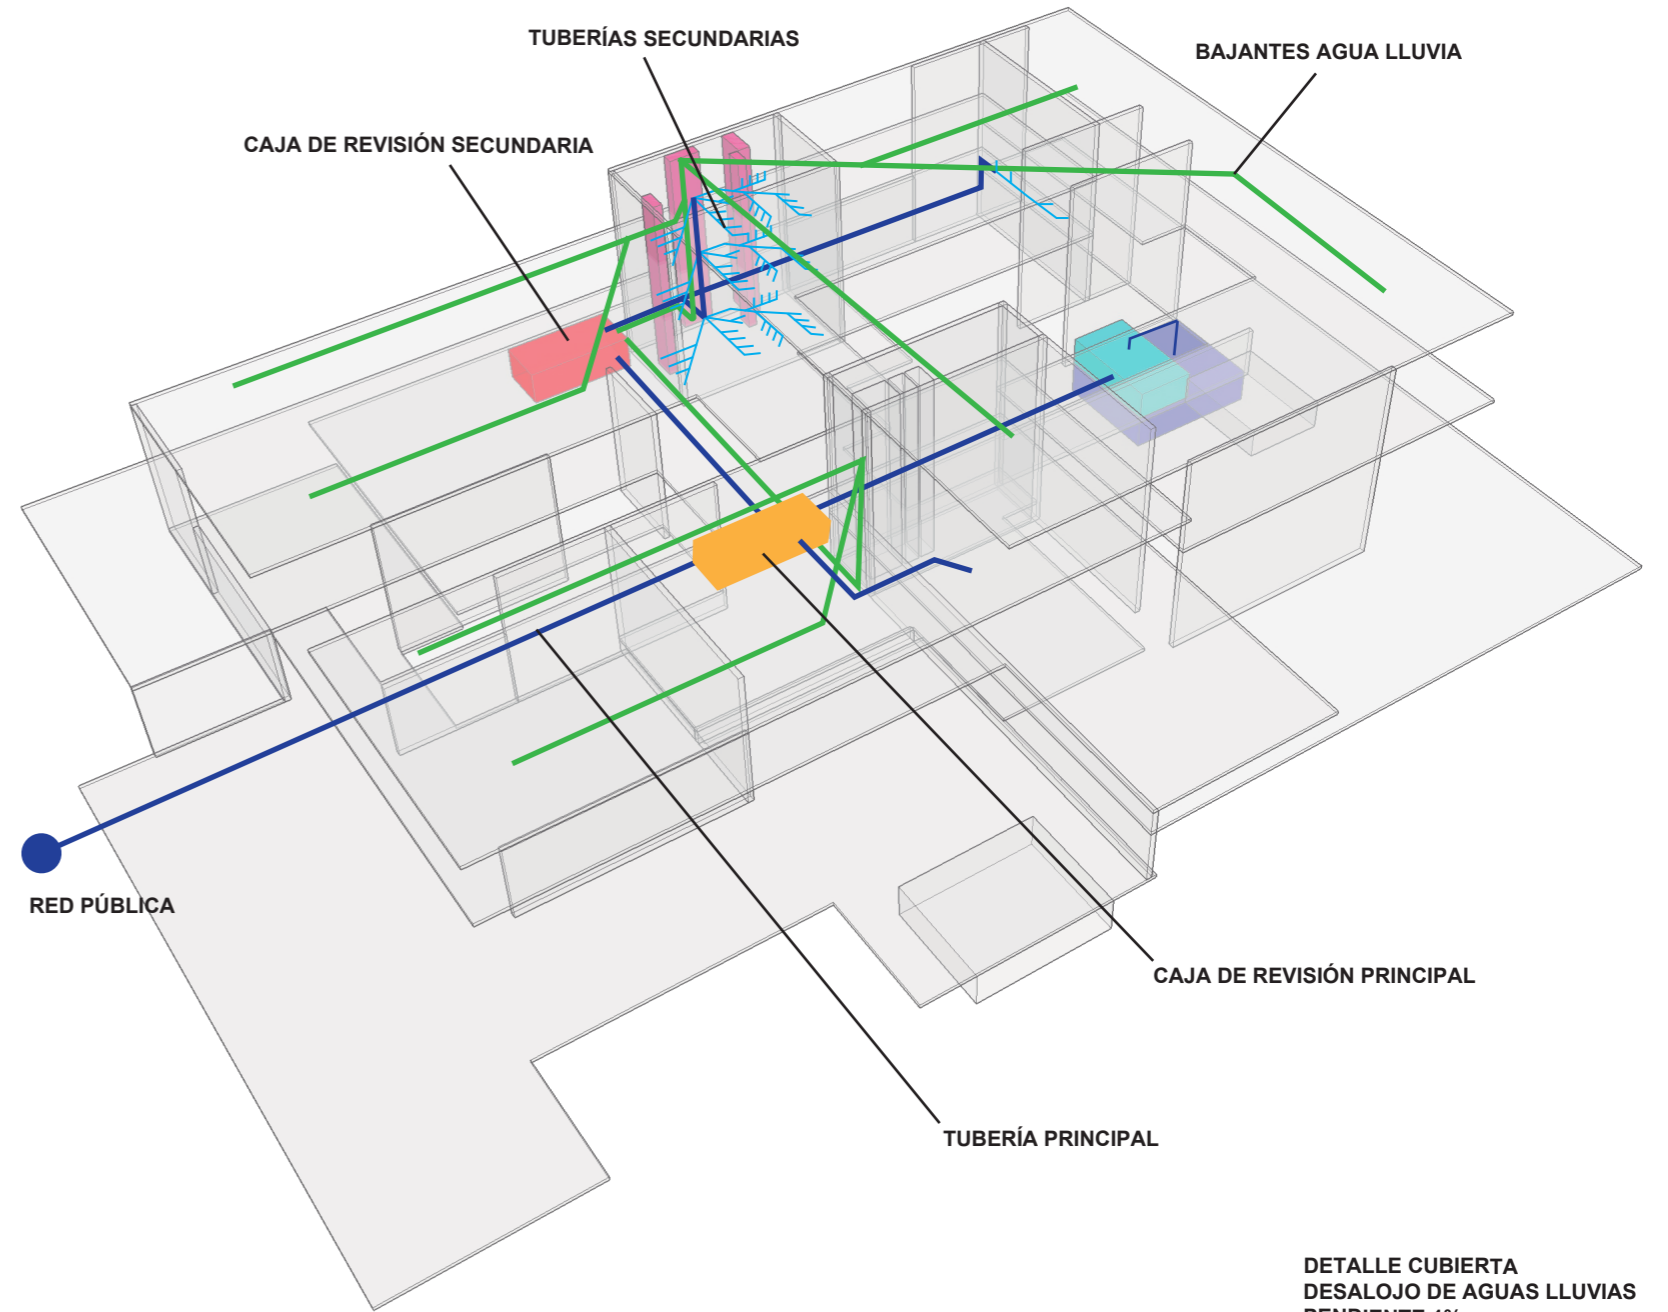 TUBERÍAS SECUNDARIAS
BAJANTES AGUA LLUVIA
CAJA DE REVISIÓN SECUNDARIA
RED PÚBLICA
CAJA DE REVISIÓN PRINCIPAL
TUBERÍA PRINCIPAL
DETALLE CUBIERTA
DESALOJO DE AGUAS LLUVIAS